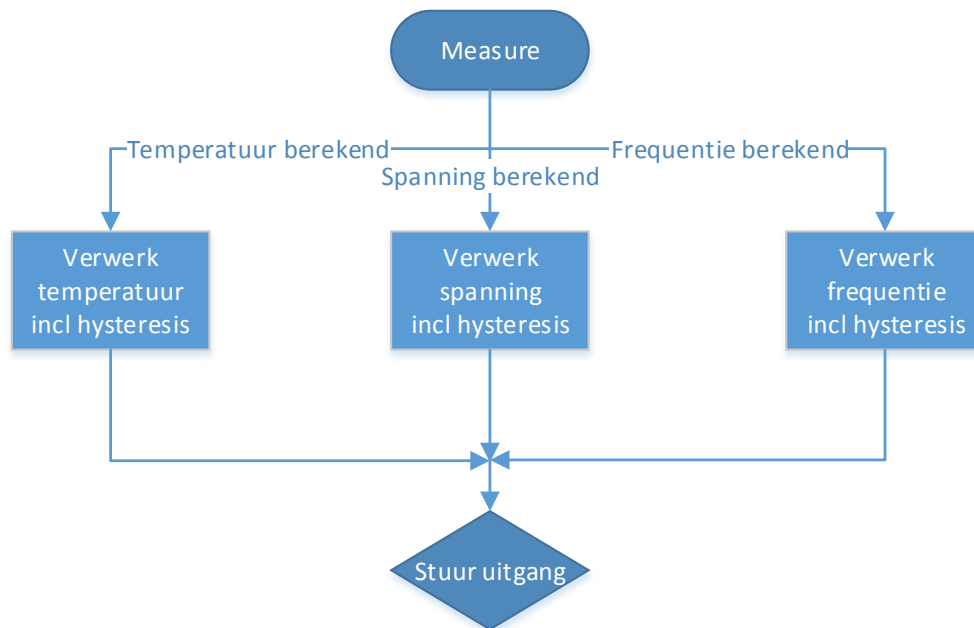 Measure
Temperatuur berekend
Frequentie berekend
Spanning berekend
Verwerk
temperatuur
incl hysteresis
Verwerk
spanning
incl hysteresis
Verwerk
frequentie
incl hysteresis
Stuur uitgang